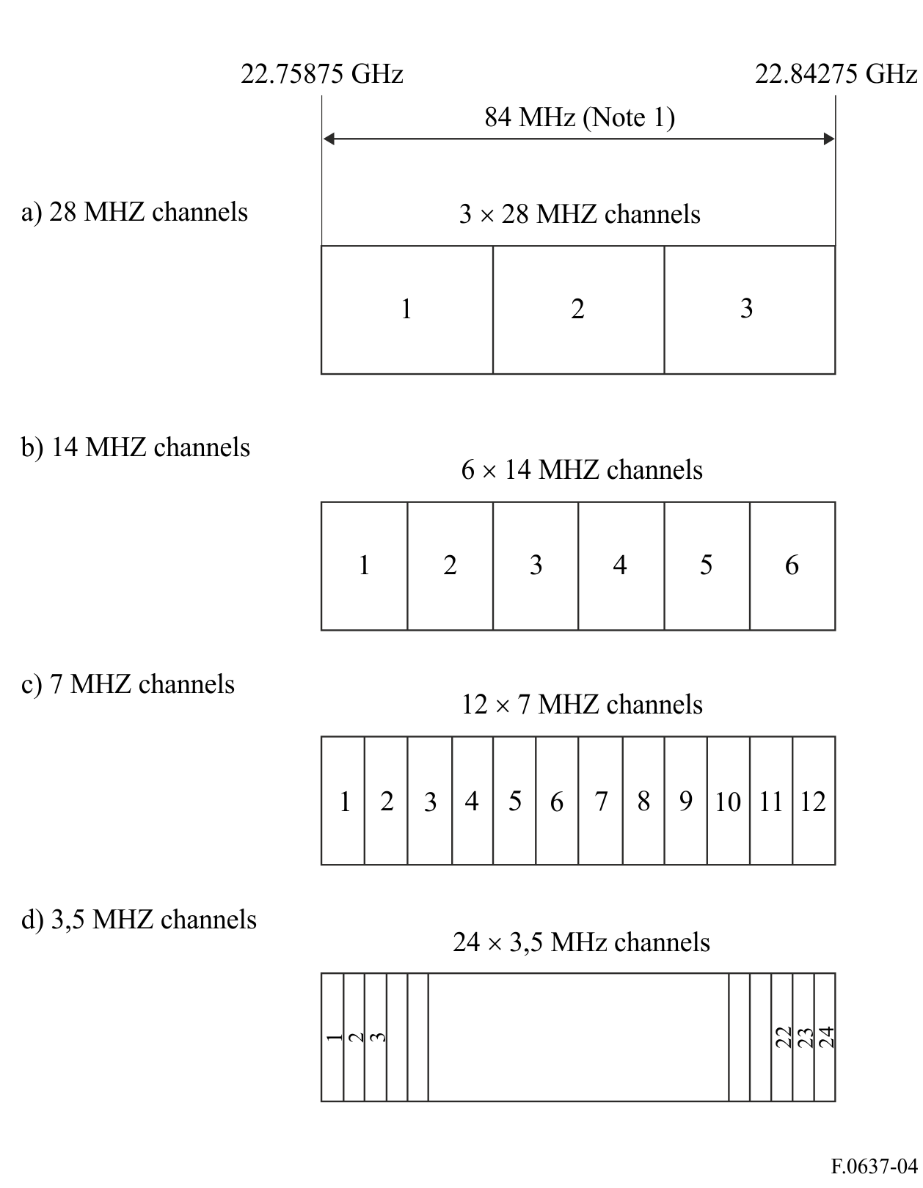 22.75875 GHz 22.84275 GHz
84 MHz (Note 1)
a) 28 MHZ channels
3 × 28 MHZ channels
1 2 3
b) 14 MHZ channels
6 × 14 MHZ channels
1 2 3 4 5 6
c) 7 MHZ channels
12 × 7 MHZ channels
1 2 3 4 5 6 7 8 9 10 11 12
d) 3,5 MHZ channels
24 × 3,5 MHz channels
1 2 3 22 23 24
F.0637-04